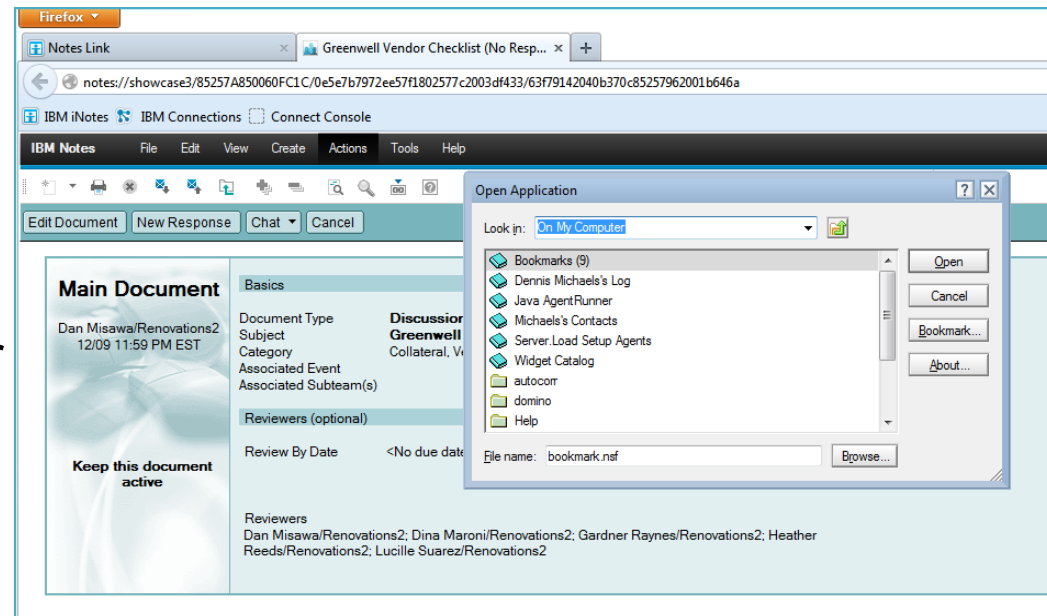 Firefox
Notes Link
Greenwell Vendor Checklist (No Resp...
notes://showcase3/85257A850060FC1C/0e5e7b7972ee57f1802577c2003df433/63f79142040b370c85257962001b646a
IBM iNotes IBM Connections Connect Console
IBM Notes File Edit View Create Actions Tools Help
Edit Document New Response Chat Cancel
Open Application
Look in: On My Computer
Bookmarks (9)
Dennis Michaels's Log
Java AgentRunner
Michaels's Contacts
Server.Load Setup Agents
Widget Catalog
autocorr
domino
Help
Open
Cancel
Bookmark...
About...
File name: bookmark.nsf Browse...
Main Document
Dan Misawa/Renovations2
12/09 11:59 PM EST
Keep this document
active
Basics
Document Type Discussion
Subject Greenwell
Category Collateral, V
Associated Event
Associated Subteam(s)
Reviewers (optional)
Review By Date <No due date
Reviewers
Dan Misawa/Renovations2; Dina Maroni/Renovations2; Gardner Raynes/Renovations2; Heather
Reeds/Renovations2; Lucille Suarez/Renovations2